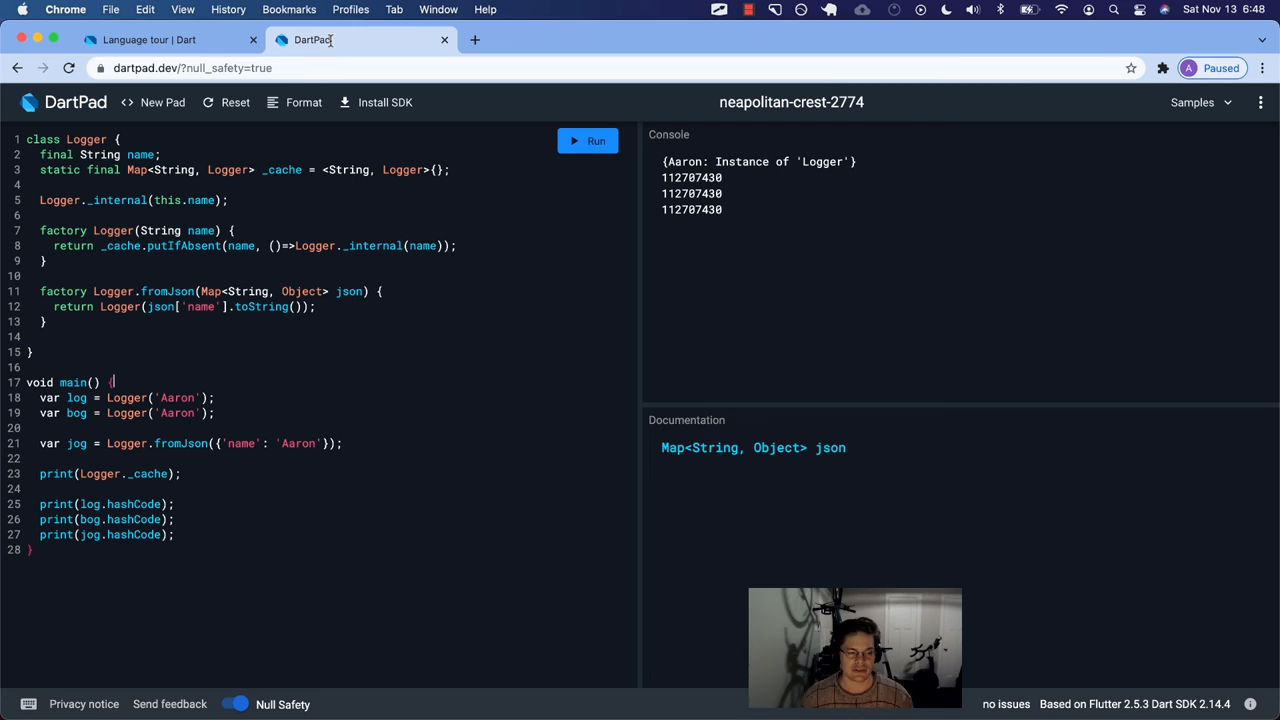 Chrome File Edit View History Bookmarks Profiles Tab Window Help Sat Nov 13 6:48
Language tour | Dart DartPad
dartpad.dev/?null_safety=true A Paused
DartPad <> New Pad Reset Format Install SDK neapolitan-crest-2774 Samples
Run
1 class Logger {
2 final String name;
3 static final Map<String, Logger> _cache = <String, Logger>{};
4
5 Logger._internal(this.name);
6
7 factory Logger(String name) {
8 return _cache.putIfAbsent(name, ()=>Logger._internal(name));
9 }
10
11 factory Logger.fromJson(Map<String, Object> json) {
12 return Logger(json['name'].toString());
13 }
14
15 }
16
17 void main() {
18 var log = Logger('Aaron');
19 var bog = Logger('Aaron');
20
21 var jog = Logger.fromJson({'name': 'Aaron'});
22
23 print(Logger._cache);
24
25 print(log.hashCode);
26 print(bog.hashCode);
27 print(jog.hashCode);
28 }
Console
{Aaron: Instance of 'Logger'}
112707430
112707430
112707430
Documentation
Map<String, Object> json
Privacy notice Send feedback Null Safety no issues Based on Flutter 2.5.3 Dart SDK 2.14.4